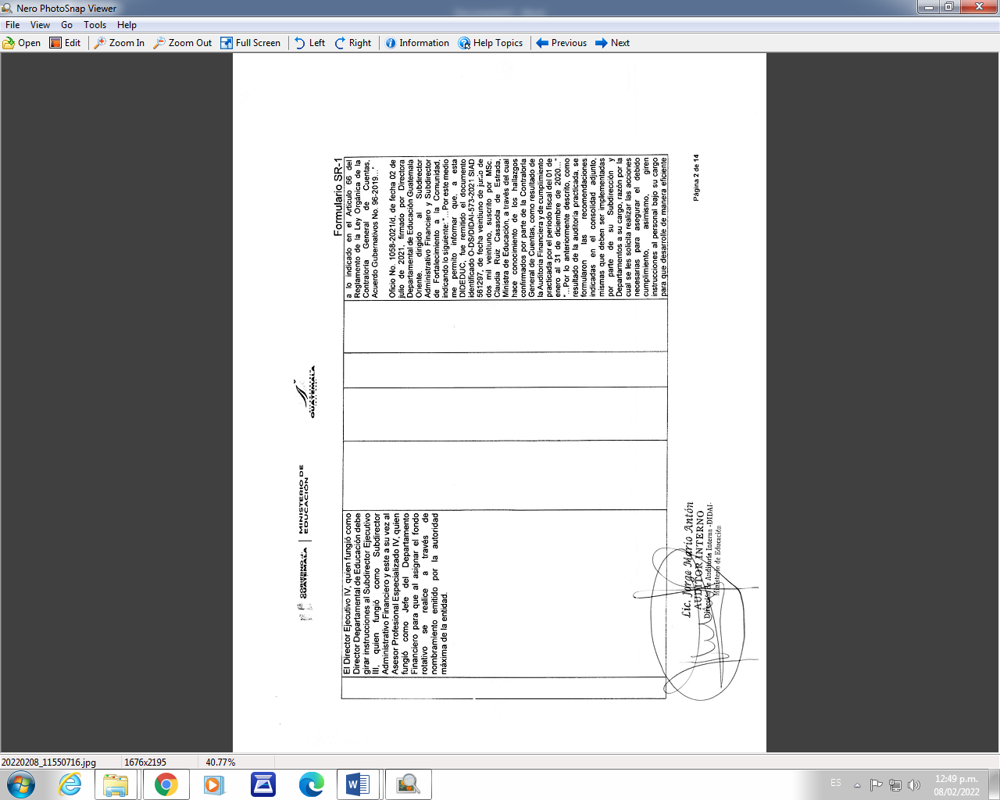 Nero PhotoSnap Viewer
File View Go Tools Help
Open Edit Zoom In Zoom Out Full Screen Left Right Information Help Topics Previous Next
GOBIERNO de GUATEMALA
MINISTERIO DE EDUCACIÓN
GUATEMALA
Formulario SR-1
El Director Ejecutivo IV, quien fungió como
Director Departamental de Educación debe
girar instrucciones al Subdirector Ejecutivo
III, quien fungió como Subdirector
Administrativo Financiero y este a su vez al
Asesor Profesional Especializado IV, quien
fungió como Jefe del Departamento
Financiero para que al asignar el fondo
rotativo se realice a través de
nombramiento emitido por la autoridad
máxima de la entidad.
a lo indicado en el Artículo 66 del
Reglamento de la Ley Orgánica de la
Contraloría General de Cuentas,
Acuerdo Gubernativos No. 96-2019..."
Oficio No. 1058-2021/d, de fecha 02 de
julio de 2021, firmado por Directora
Departamental de Educación Guatemala
Oriente, dirigido al Subdirector
Administrativo Financiero y Subdirector
de Fortalecimiento a la Comunidad,
indicando lo siguiente: "...Por este medio
me permito informar que, a esta
DIDEDUC, fue remitido el documento
identificado O-DS/DIDAI-573-2021 SIAD
561297, de fecha veintiuno de junio de
dos mil veintiuno, suscrito por MSc.
Claudia Ruiz Casasola de Estrada,
Ministra de Educación, a través del cual
hace conocimiento de los hallazgos
confirmados por parte de la Contraloría
General de Cuentas, como resultado de
la Auditoria Financiera y de cumplimiento
practicada por el período fiscal del 01 de
enero al 31 de diciembre de 2020..."
"...Por lo anteriormente descrito, como
resultado de la auditoría practicada, se
formularon las recomendaciones
indicadas en el consolidad adjunto,
mismas que deben ser implementadas
por parte de su Subdirección y
Departamentos a su cargo, razón por la
cual se les solicita realizar las acciones
necesarias para asegurar el debido
cumplimiento, asimismo, giren
instrucciones al personal bajo su cargo
para que desarrolle de manera eficiente
Lic. Jorge Mario Antón
AUDITOR INTERNO
Dirección de Auditoría Interna -DIDAI-
Ministerio de Educación
Página 2 de 14
20220208_11550716.jpg 1676x2195 40.77%
ES 12:49 p.m.
08/02/2022